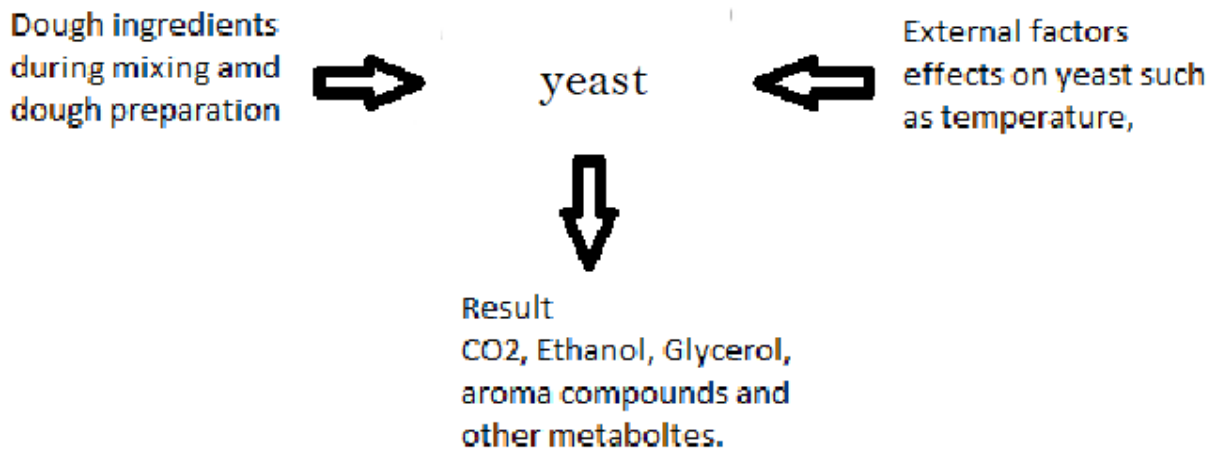 Dough ingredients
during mixing amd
dough preparation
yeast
External factors
effects on yeast such
as temperature,
Result
CO2, Ethanol, Glycerol,
aroma compounds and
other metaboltes.